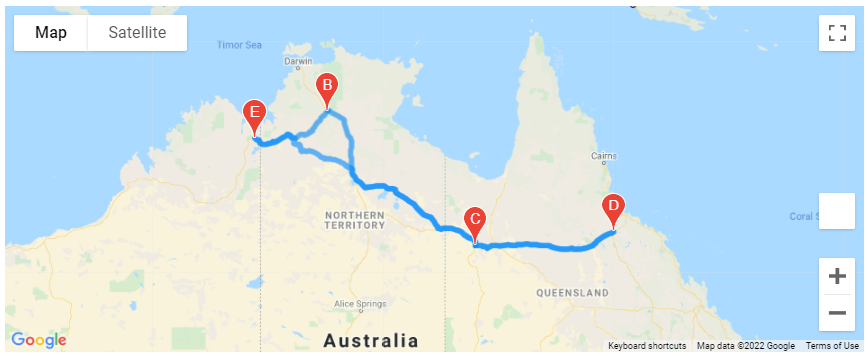 Map
Satellite
Timor Sea
Darwin
B
E
Cairns
D
C
NORTHERN
TERRITORY
Coral S
QUEENSLAND
Alice Springs
Australia
Google
Keyboard shortcuts
Map data ©2022 Google
Terms of Use